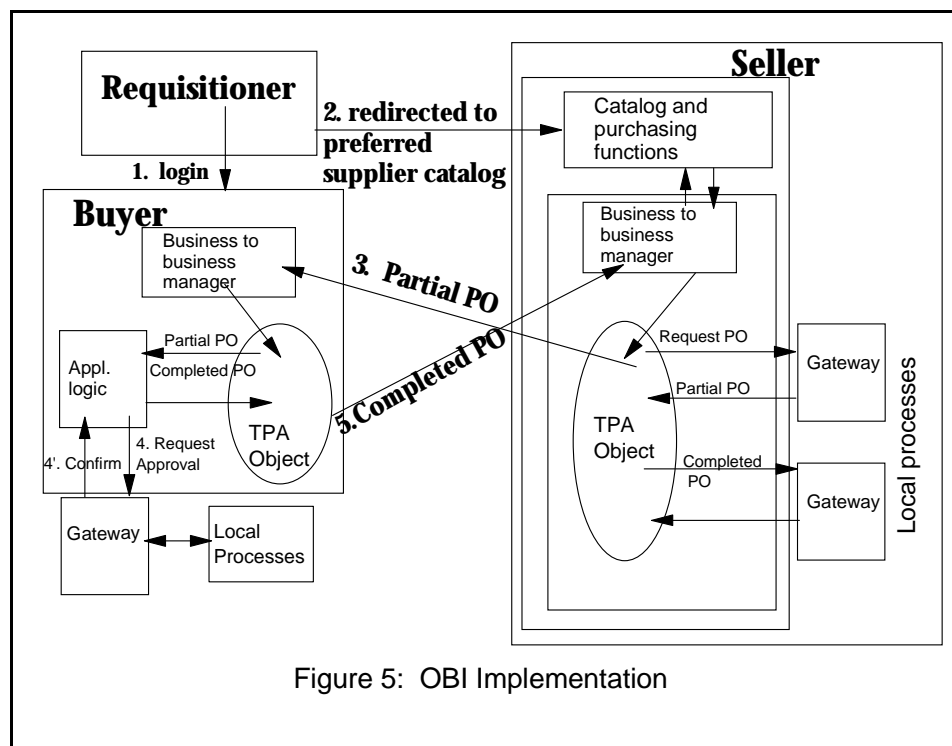 Requisitioner
2. redirected to
preferred
supplier catalog
1. login
Seller
Catalog and
purchasing
functions
Buyer
Business to
business
manager
3. Partial PO
Business to
business
manager
Appl.
logic
Partial PO
Completed PO
TPA
Object
4. Request
Approval
4'. Confirm
5.Completed PO
Request PO
Partial PO
TPA
Object
Completed
PO
Gateway
Gateway
Local processes
Gateway
Local
Processes
Figure 5: OBI Implementation